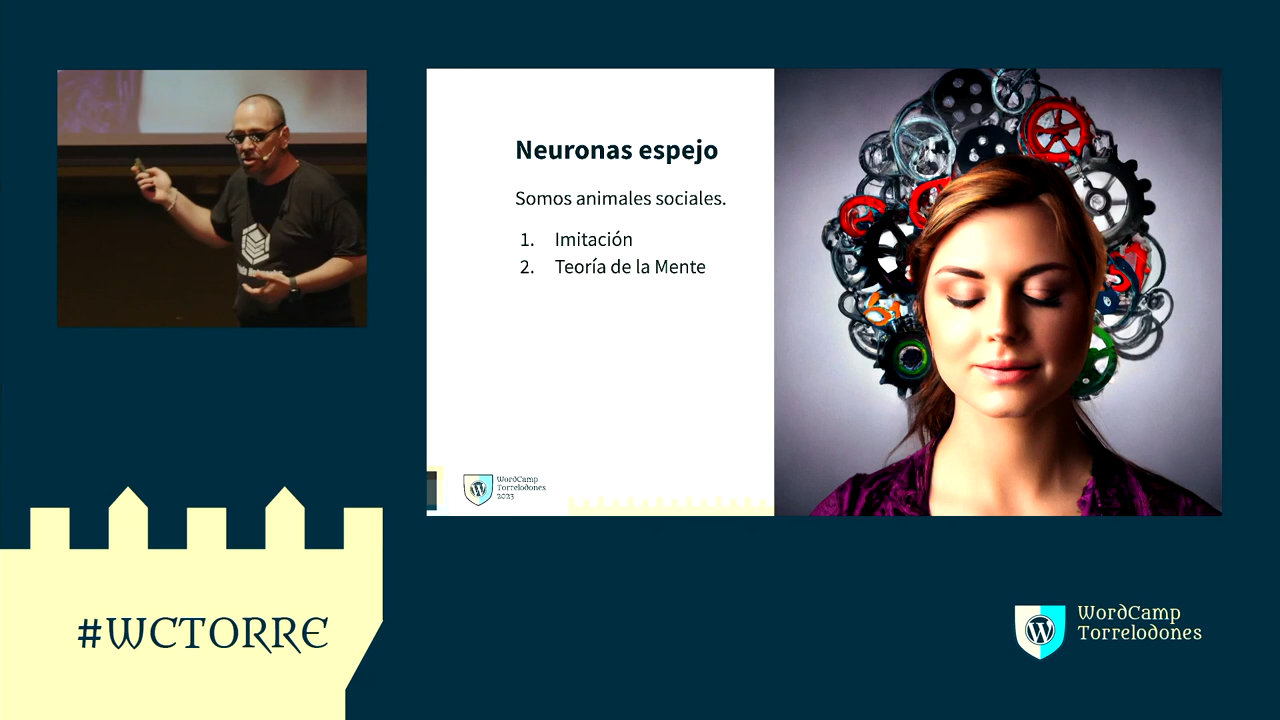 Neuronas espejo
Somos animales sociales.
1. Imitación
2. Teoría de la Mente
WordCamp
Torrelodones
2023
#WCTORRE
WordCamp
Torrelodones